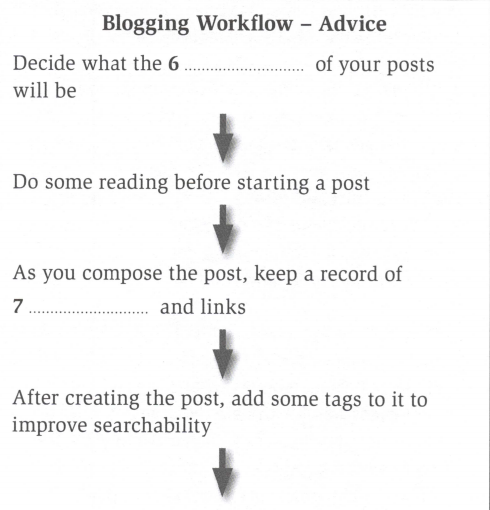 Blogging Workflow – Advice
Decide what the 6 ............................ of your posts
will be
Do some reading before starting a post
As you compose the post, keep a record of
7 ............................ and links
After creating the post, add some tags to it to
improve searchability